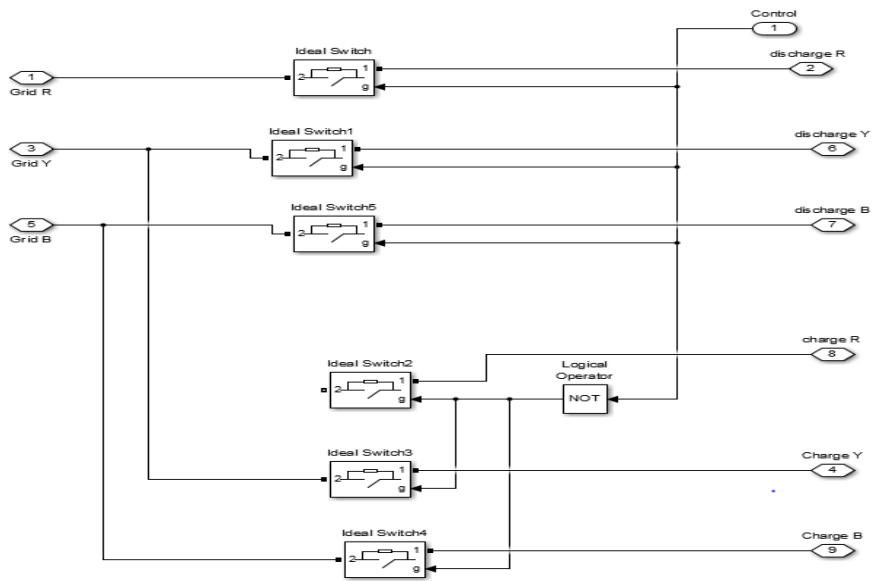 Control
1
Ideal Switch
discharge R
1
2
1
2
g
Grid R
Ideal Switch1
discharge Y
3
2
1
g
6
Grid Y
Ideal Switch5
discharge B
5
2
1
g
7
Grid B
charge R
8
Ideal Switch2
2
1
g
Logical
Operator
NOT
Ideal Switch3
2
1
g
Charge Y
4
Ideal Switch4
2
1
g
Charge B
9